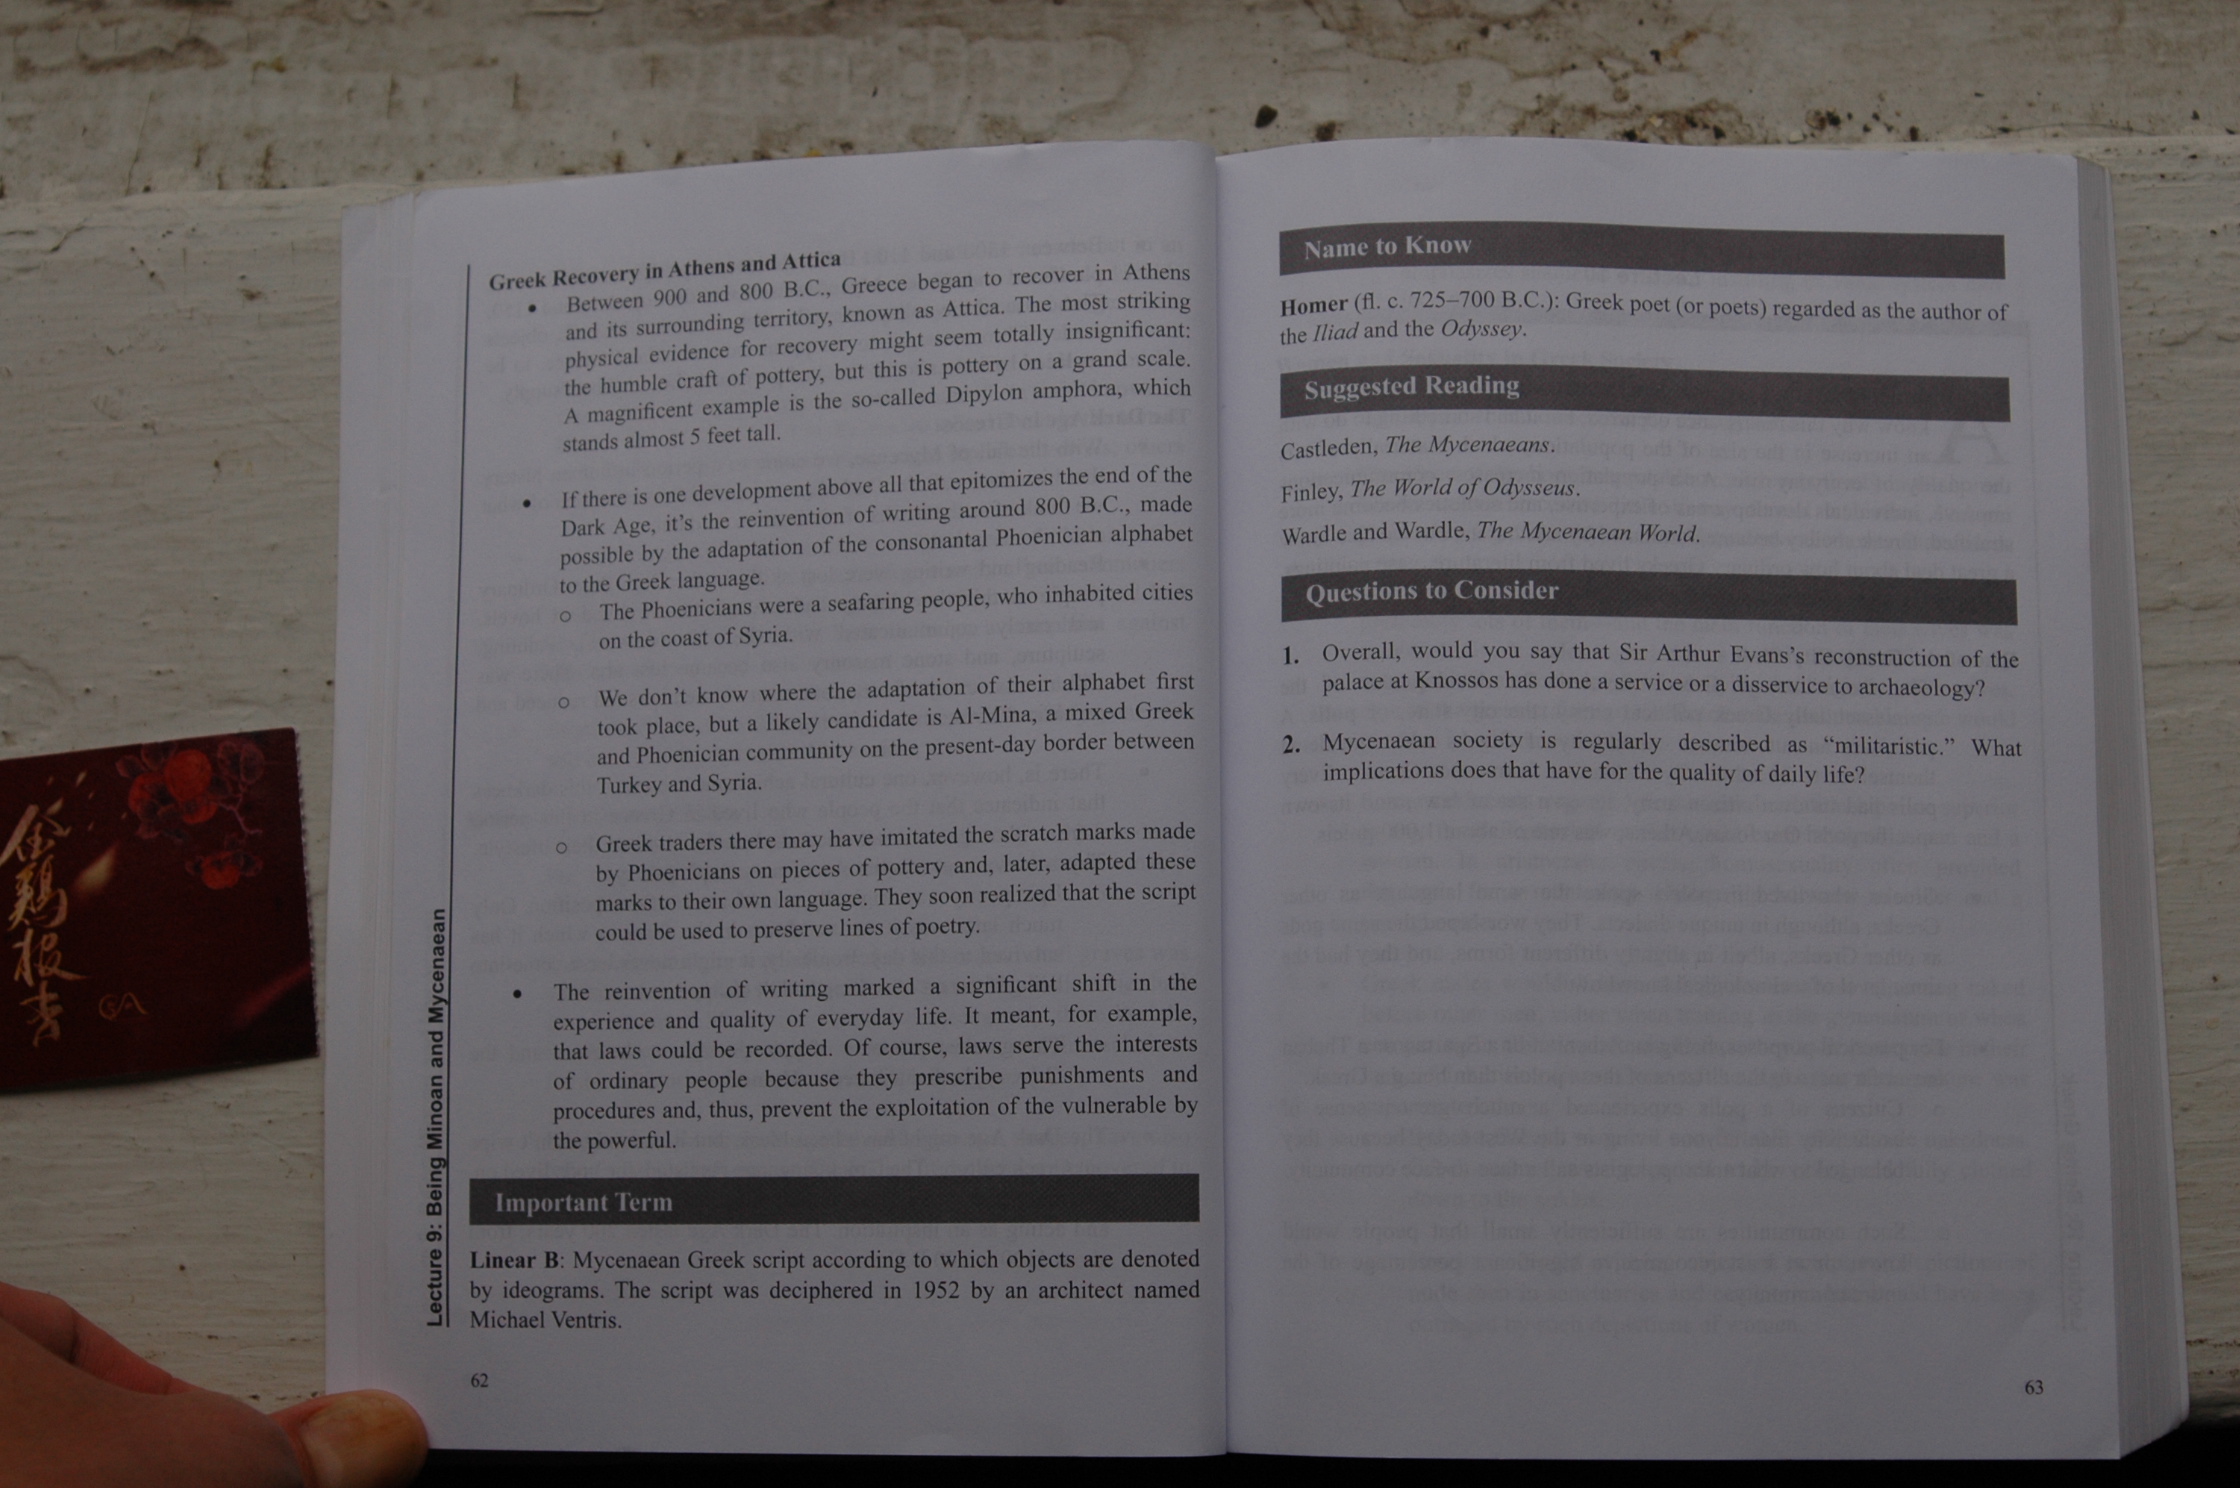 金
鷄
报
吉
Lecture 9: Being Minoan and Mycenaean
Greek Recovery in Athens and Attica
• Between 900 and 800 B.C., Greece began to recover in Athens
and its surrounding territory, known as Attica. The most striking
physical evidence for recovery might seem totally insignificant:
the humble craft of pottery, but this is pottery on a grand scale.
A magnificent example is the so-called Dipylon amphora, which
stands almost 5 feet tall.
• If there is one development above all that epitomizes the end of the
Dark Age, it’s the reinvention of writing around 800 B.C., made
possible by the adaptation of the consonantal Phoenician alphabet
to the Greek language.
o The Phoenicians were a seafaring people, who inhabited cities
on the coast of Syria.
o We don’t know where the adaptation of their alphabet first
took place, but a likely candidate is Al-Mina, a mixed Greek
and Phoenician community on the present-day border between
Turkey and Syria.
o Greek traders there may have imitated the scratch marks made
by Phoenicians on pieces of pottery and, later, adapted these
marks to their own language. They soon realized that the script
could be used to preserve lines of poetry.
• The reinvention of writing marked a significant shift in the
experience and quality of everyday life. It meant, for example,
that laws could be recorded. Of course, laws serve the interests
of ordinary people because they prescribe punishments and
procedures and, thus, prevent the exploitation of the vulnerable by
the powerful.
Important Term
Linear B: Mycenaean Greek script according to which objects are denoted
by ideograms. The script was deciphered in 1952 by an architect named
Michael Ventris.
62
Name to Know
Homer (fl. c. 725–700 B.C.): Greek poet (or poets) regarded as the author of
the Iliad and the Odyssey.
Suggested Reading
Castleden, The Mycenaeans.
Finley, The World of Odysseus.
Wardle and Wardle, The Mycenaean World.
Questions to Consider
1. Overall, would you say that Sir Arthur Evans’s reconstruction of the
palace at Knossos has done a service or a disservice to archaeology?
2. Mycenaean society is regularly described as “militaristic.” What
implications does that have for the quality of daily life?
63